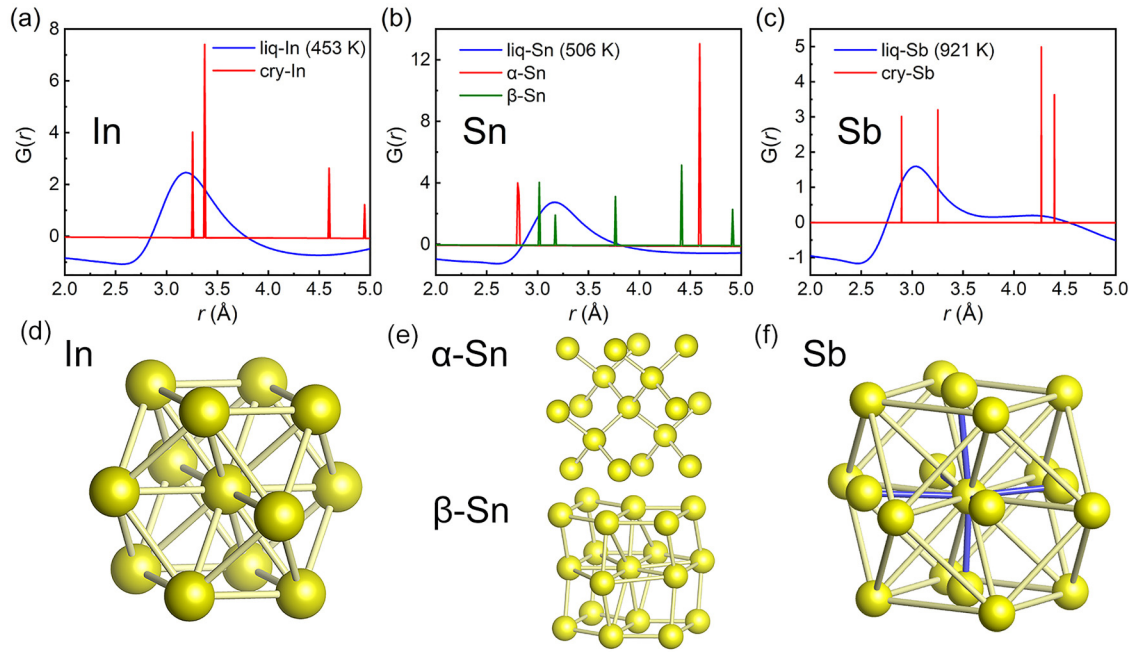 (a)
8
6
4
2
0
G(r)
liq-In (453 K)
cry-In
In
2.0 2.5 3.0 3.5 4.0 4.5 5.0
r (Å)
(b)
12
8
4
0
G(r)
liq-Sn (506 K)
α-Sn
β-Sn
Sn
2.0 2.5 3.0 3.5 4.0 4.5 5.0
r (Å)
(c)
5
4
3
2
1
0
-1
G(r)
liq-Sb (921 K)
cry-Sb
Sb
2.0 2.5 3.0 3.5 4.0 4.5 5.0
r (Å)
(d)
In
(e)
α-Sn
β-Sn
(f)
Sb